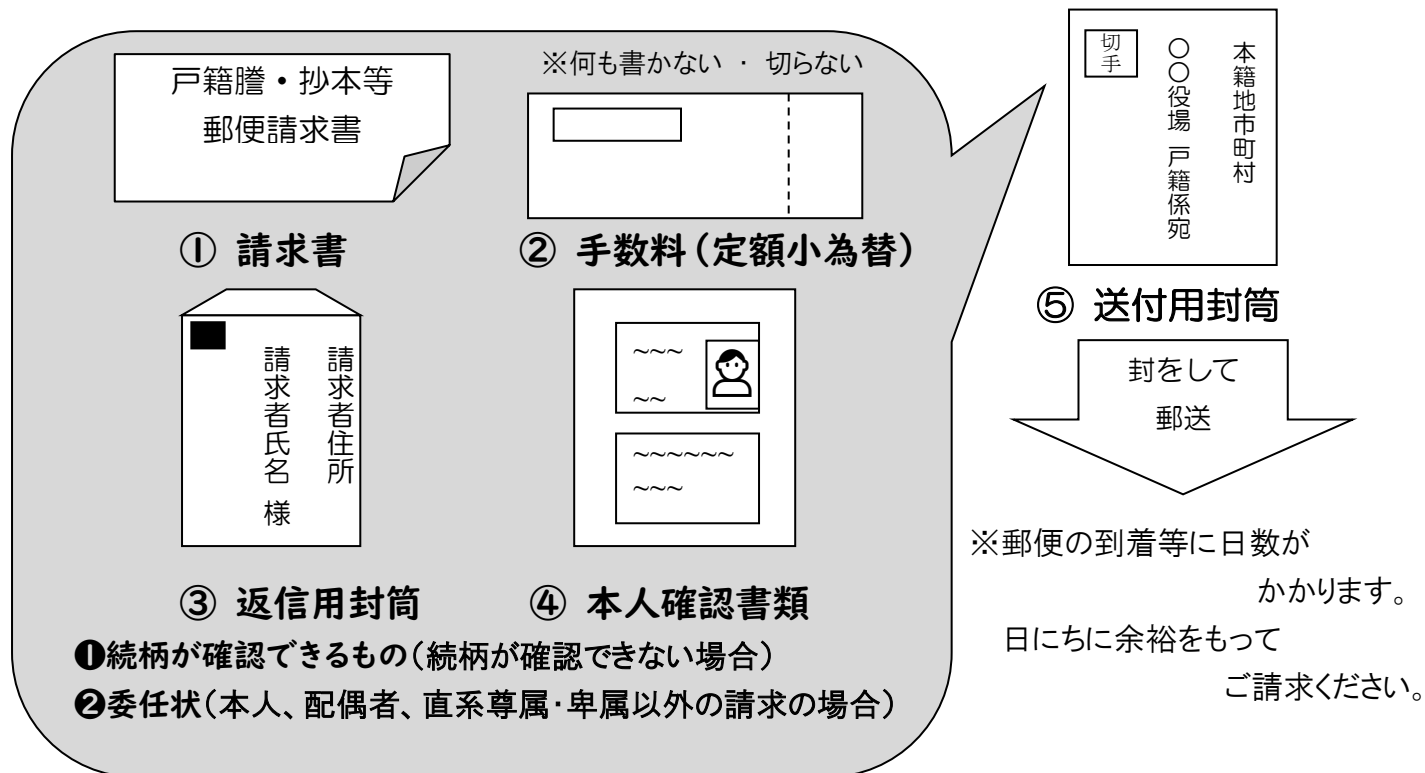 戸籍謄・抄本等
郵便請求書
① 請求書
※何も書かない ・ 切らない
② 手数料(定額小為替)
請求者住所
請求者氏名 様
③ 返信用封筒
~~~
~~
~~~~~~
~~~
④ 本人確認書類
❶続柄が確認できるもの(続柄が確認できない場合)
❷委任状(本人、配偶者、直系尊属・卑属以外の請求の場合)
本籍地市町村
〇〇役場 戸籍係宛
切手
⑤ 送付用封筒
封をして
郵送
※郵便の到着等に日数が
かかります。
日にちに余裕をもって
ご請求ください。